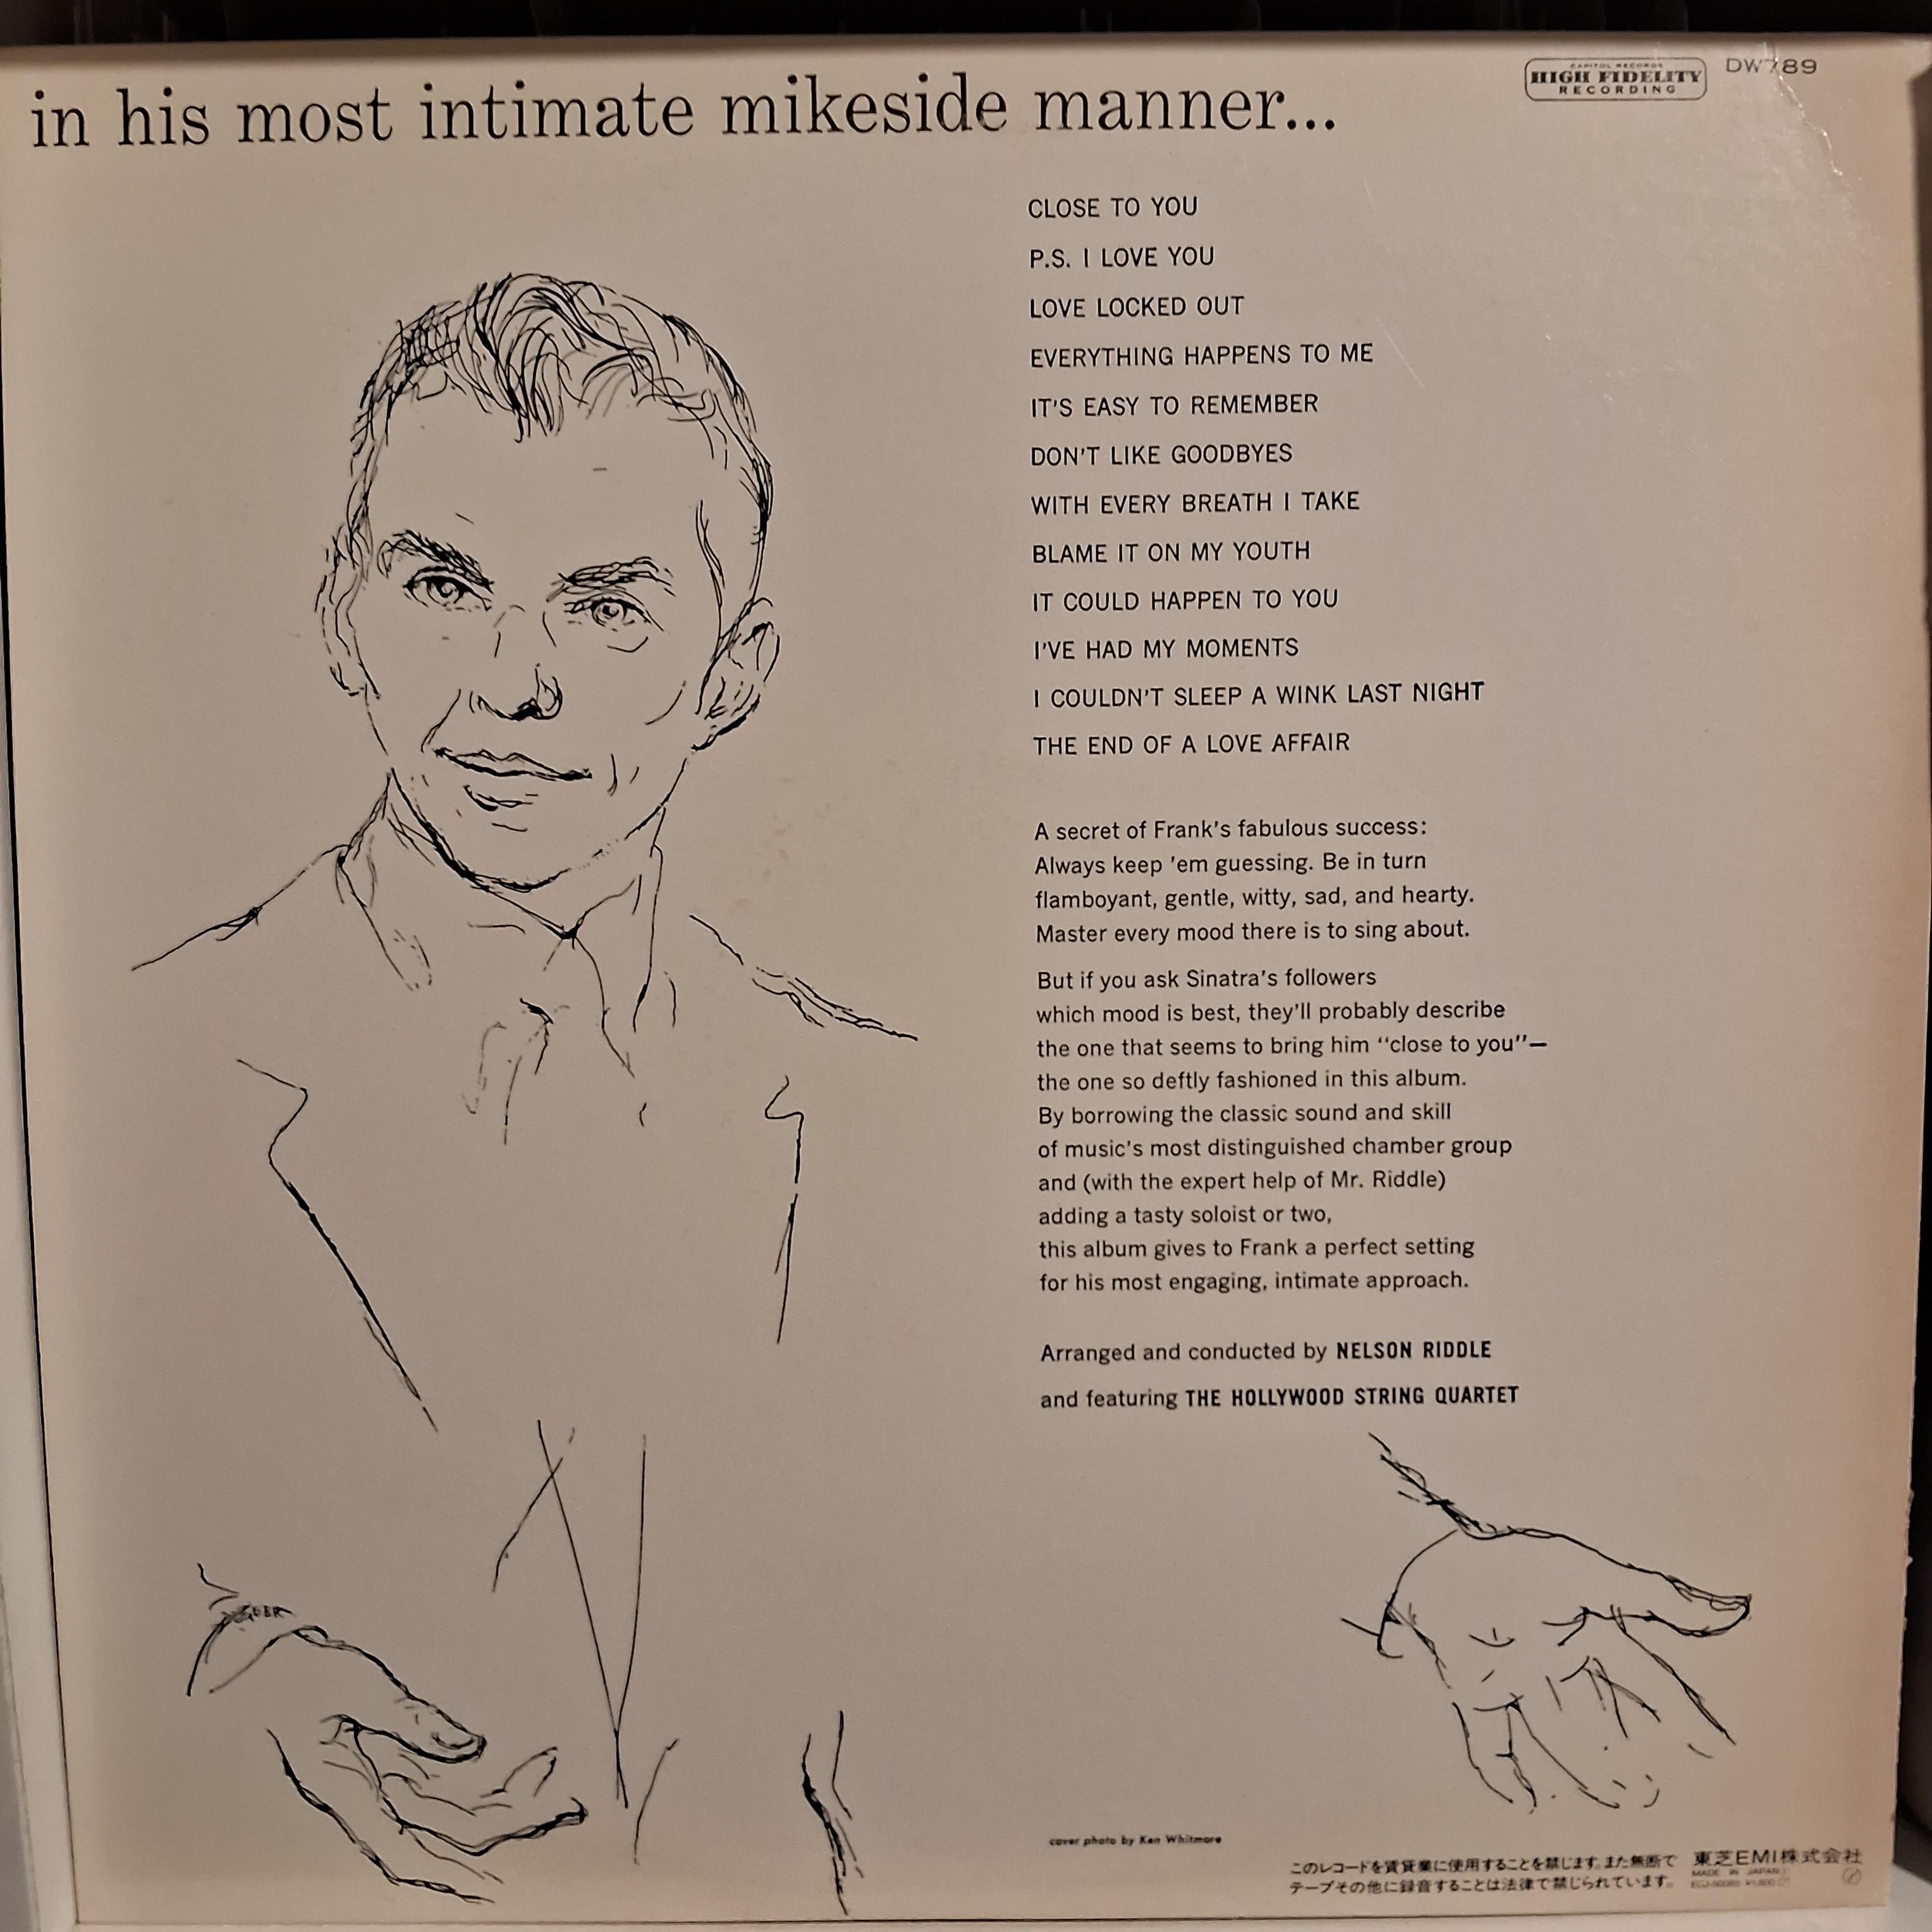 in his most intimate mikeside manner...
CAPITOL RECORDS
HIGH FIDELITY
RECORDING
DW789
CLOSE TO YOU
P.S. I LOVE YOU
LOVE LOCKED OUT
EVERYTHING HAPPENS TO ME
IT'S EASY TO REMEMBER
DON'T LIKE GOODBYES
WITH EVERY BREATH I TAKE
BLAME IT ON MY YOUTH
IT COULD HAPPEN TO YOU
I'VE HAD MY MOMENTS
I COULDN'T SLEEP A WINK LAST NIGHT
THE END OF A LOVE AFFAIR
A secret of Frank's fabulous success:
Always keep 'em guessing. Be in turn
flamboyant, gentle, witty, sad, and hearty.
Master every mood there is to sing about.
But if you ask Sinatra's followers
which mood is best, they'll probably describe
the one that seems to bring him “close to you”—
the one so deftly fashioned in this album.
By borrowing the classic sound and skill
of music's most distinguished chamber group
and (with the expert help of Mr. Riddle)
adding a tasty soloist or two,
this album gives to Frank a perfect setting
for his most engaging, intimate approach.
Arranged and conducted by NELSON RIDDLE
and featuring THE HOLLYWOOD STRING QUARTET
cover photo by Ken Whitmore
このレコードを賃貸業に使用することを禁じます。また無断で
テープその他に録音することは法律で禁じられています。
東芝EMI株式会社
MADE IN JAPAN